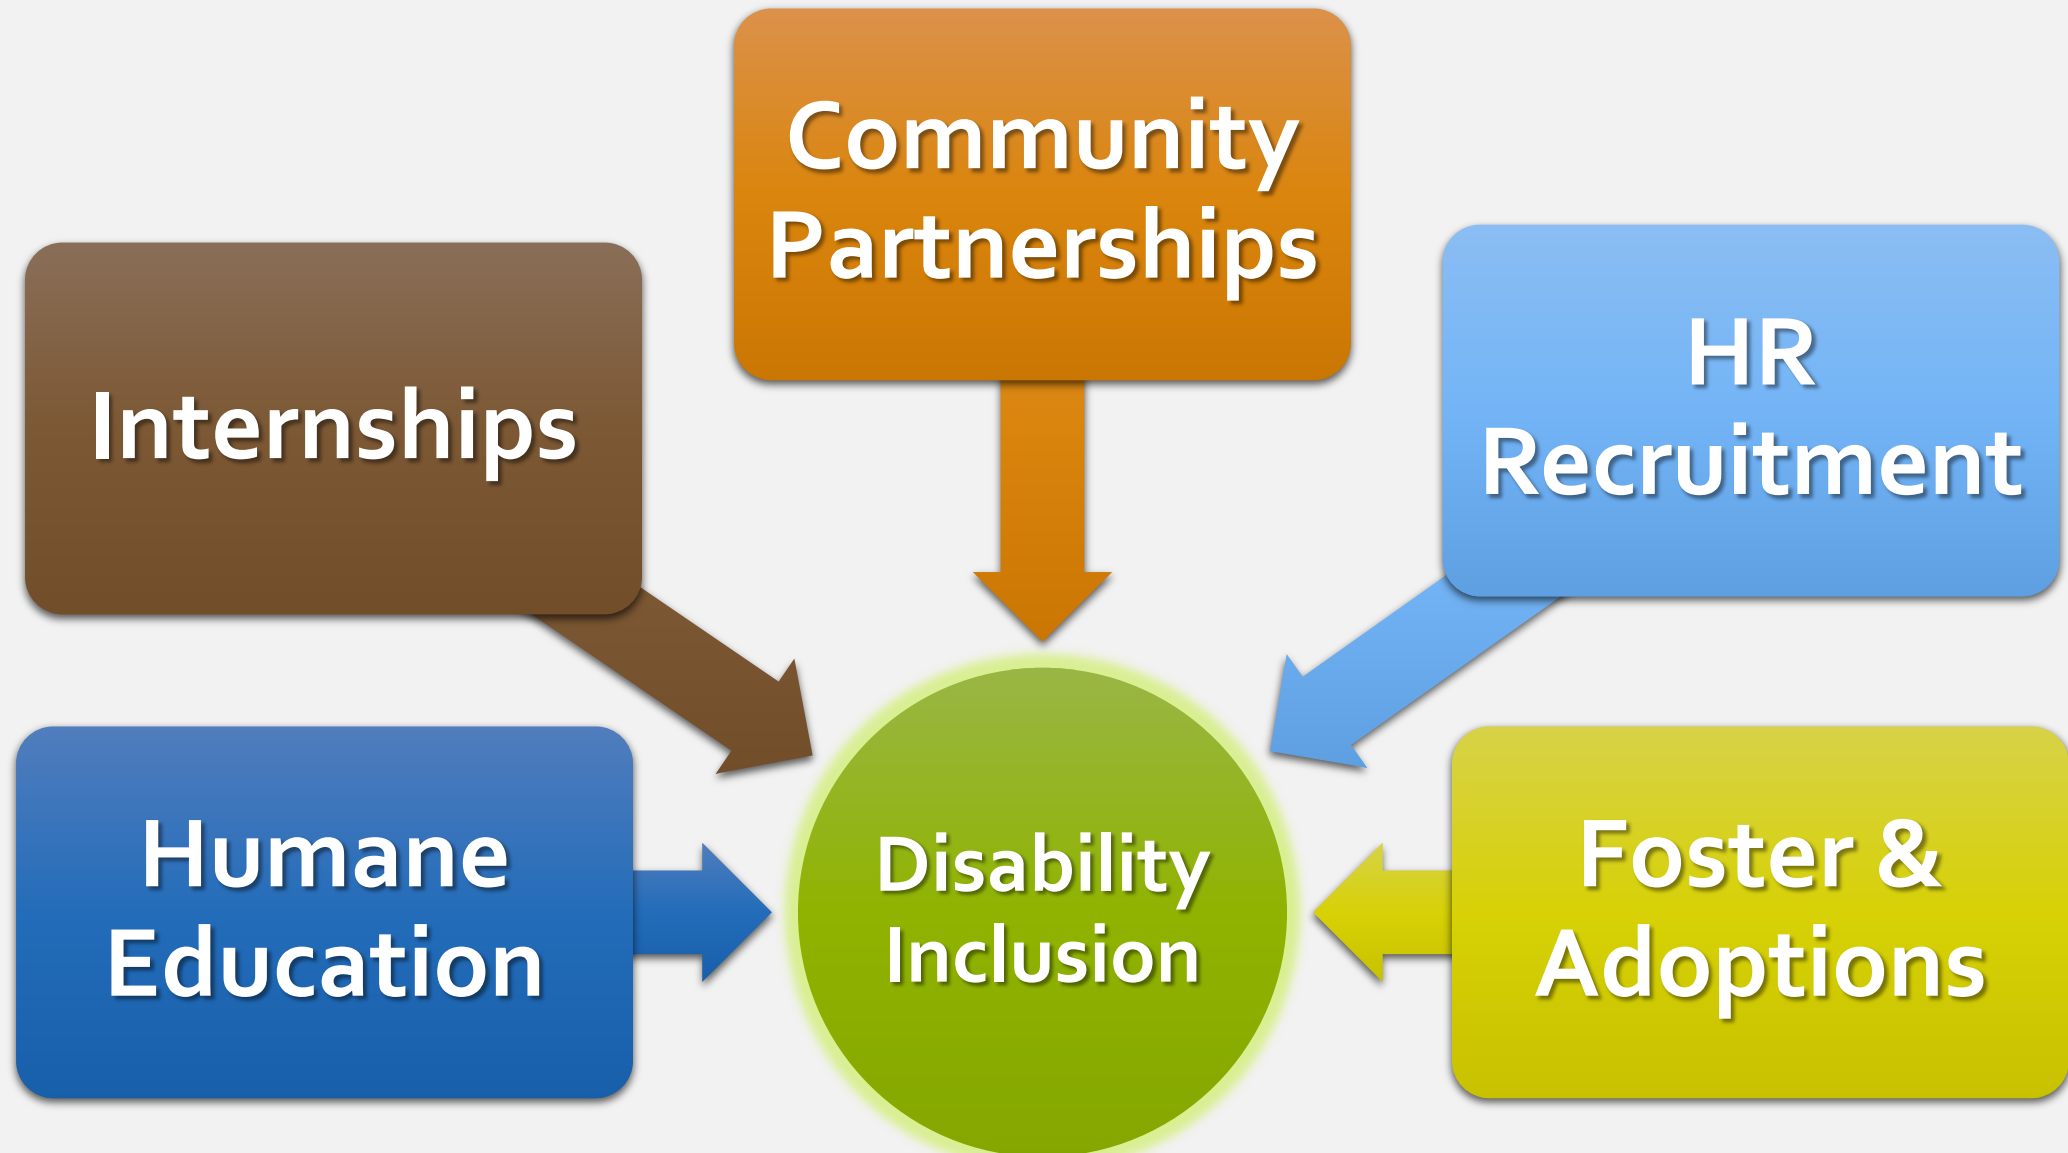 Community
Partnerships
Internships
HR
Recruitment
Humane
Education
Disability
Inclusion
Foster &
Adoptions